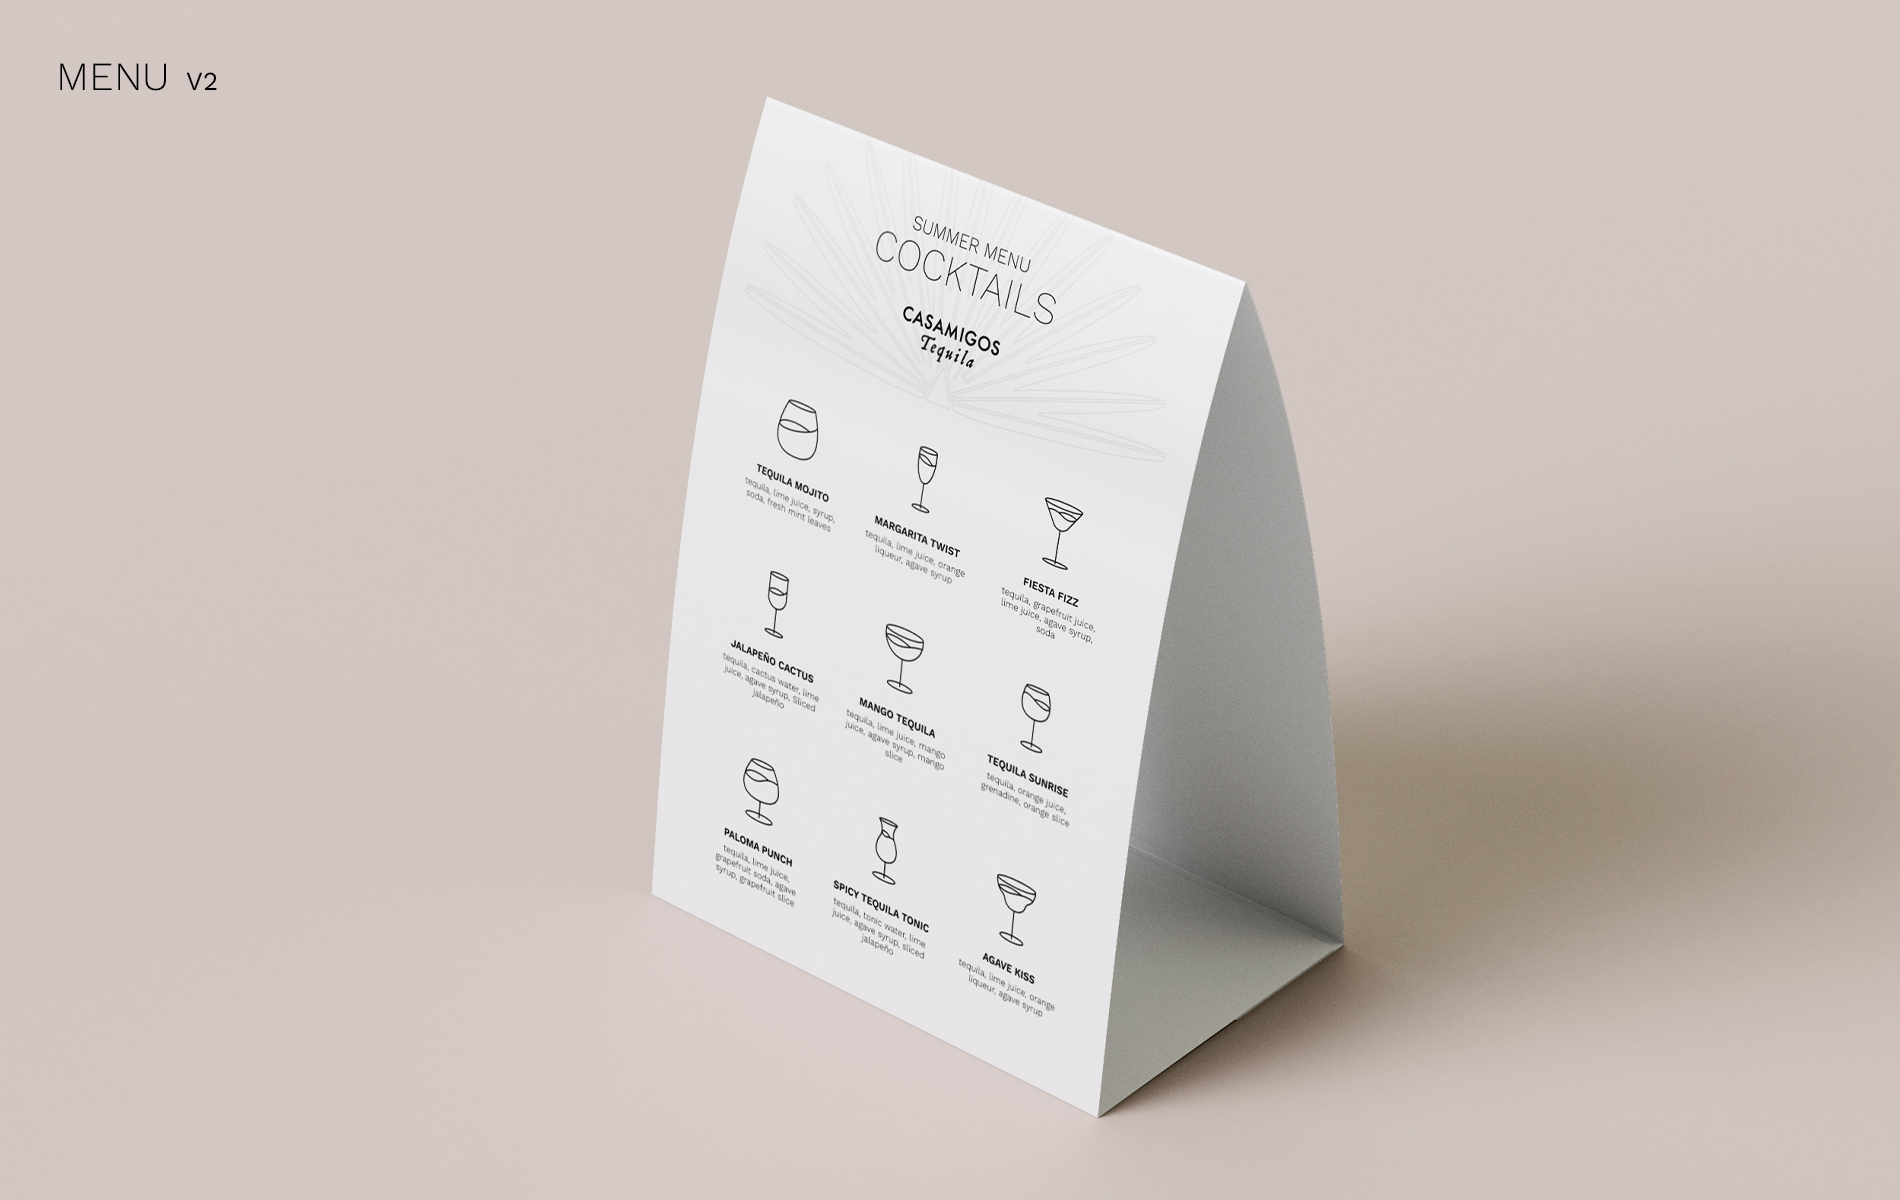 MENU V2
SUMMER MENU
COCKTAILS
CASAMIGOS
Tequila
TEQUILA MOJITO
tequila, lime juice, syrup,
soda, fresh mint leaves
MARGARITA TWIST
tequila, lime juice, orange
liqueur, agave syrup
FIESTA FIZZ
tequila, grapefruit juice,
lime juice, agave syrup,
soda
JALAPEÑO CACTUS
tequila, cactus water, lime
juice, agave syrup, Sliced
jalapeño
MANGO TEQUILA
tequila, lime juice, mango
juice, agave syrup, mango
slice
TEQUILA SUNRISE
tequila, orange juice,
grenadine, orange slice
PALOMA PUNCH
tequila, lime juice,
grapefruit soda, agave
syrup, grapefruit slice
SPICY TEQUILA TONIC
tequila, tonic water, lime
juice, agave syrup, sliced
jalapeño
AGAVE KISS
tequila, lime juice, orange
liqueur, agave syrup